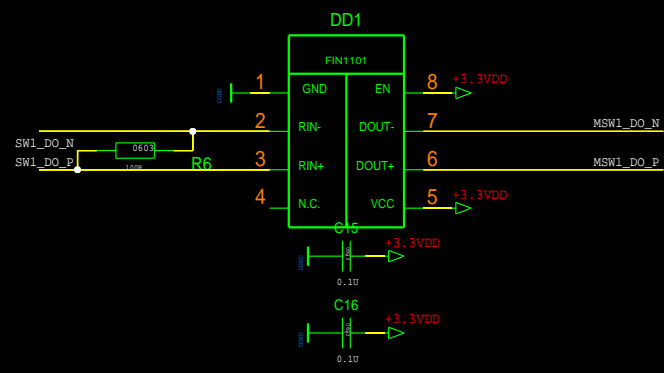 DD1
FIN1101
1 GND EN 8 +3.3VDD
2 RIN- DOUT- 7 MSW1_DO_N
SW1_DO_N 0603
SW1_DO_P 100R R6 3 RIN+ DOUT+ 6 MSW1_DO_P
4 N.C. VCC 5 +3.3VDD
C15
+3.3VDD
0.1U
C16
+3.3VDD
0.1U